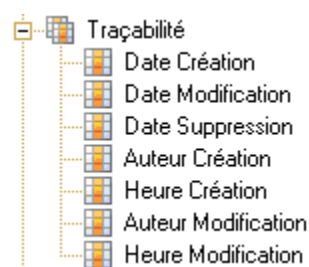 Traçabilité
Date Création
Date Modification
Date Suppression
Auteur Création
Heure Création
Auteur Modification
Heure Modification